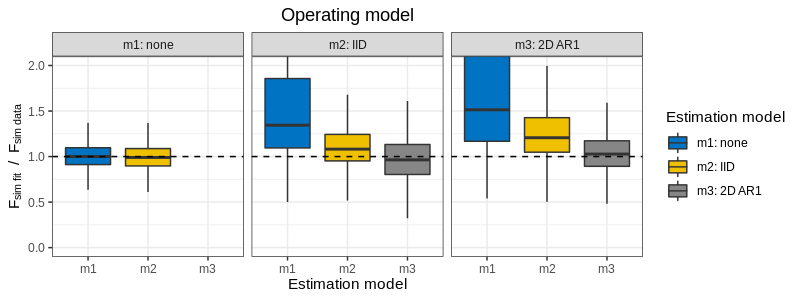 Operating model
m1: none
m2: IID
m3: 2D AR1
Fsim fit / Fsim data
2.0
1.5
1.0
0.5
0.0
m1 m2 m3
m1 m2 m3
m1 m2 m3
Estimation model
Estimation model
m1: none
m2: IID
m3: 2D AR1